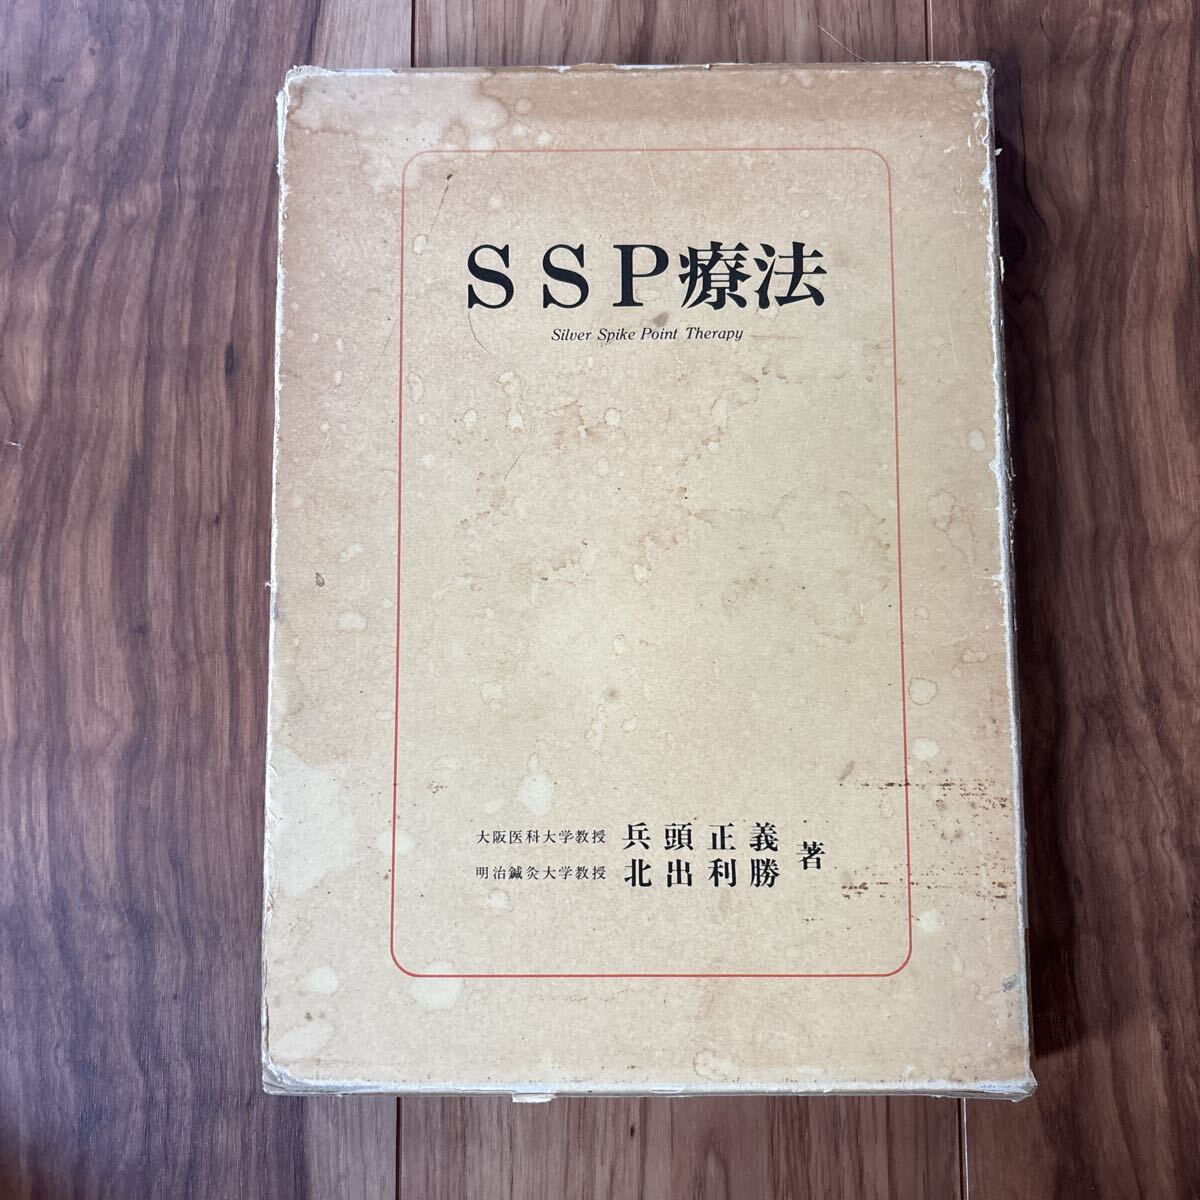 SSP療法
Silver Spike Point Therapy
大阪医科大学教授 兵頭正義
明治鍼灸大学教授 北出利勝 著